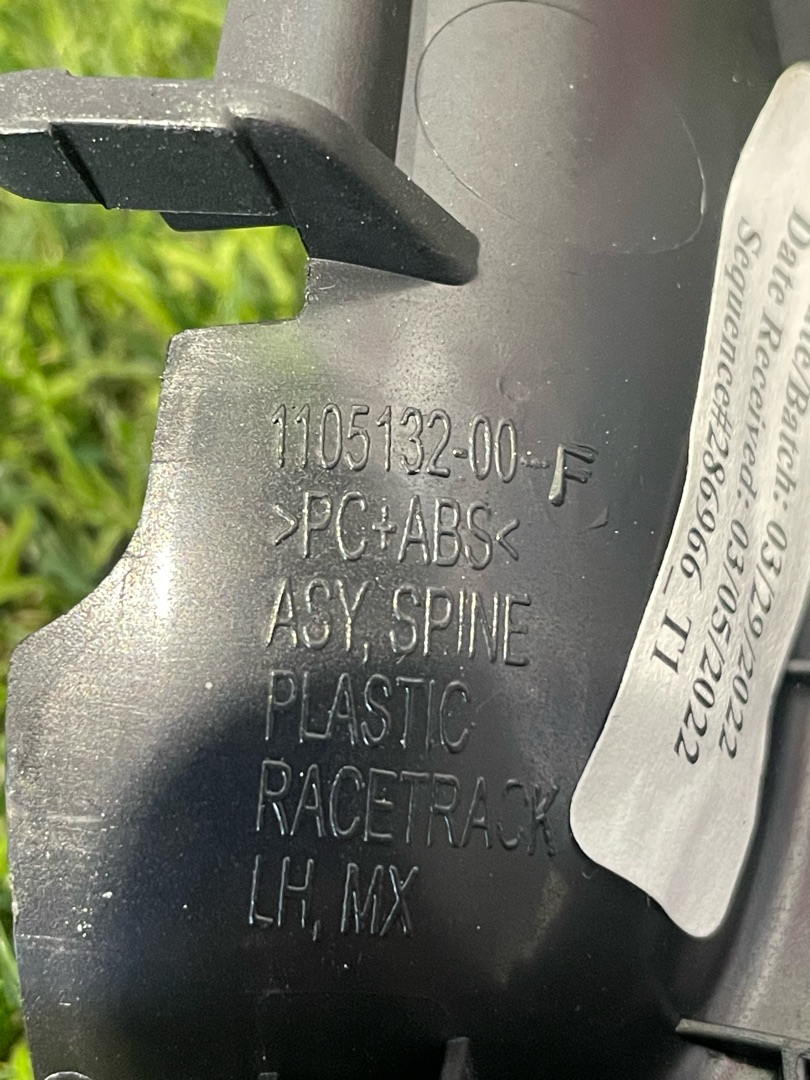 1105132-00-F
>PC+ABS<
ASY, SPINE
PLASTIC
RACETRACK
LH, MX
/Batch: 03/29/2022
Date Received: 03/05/2022
Sequence#286966_T1